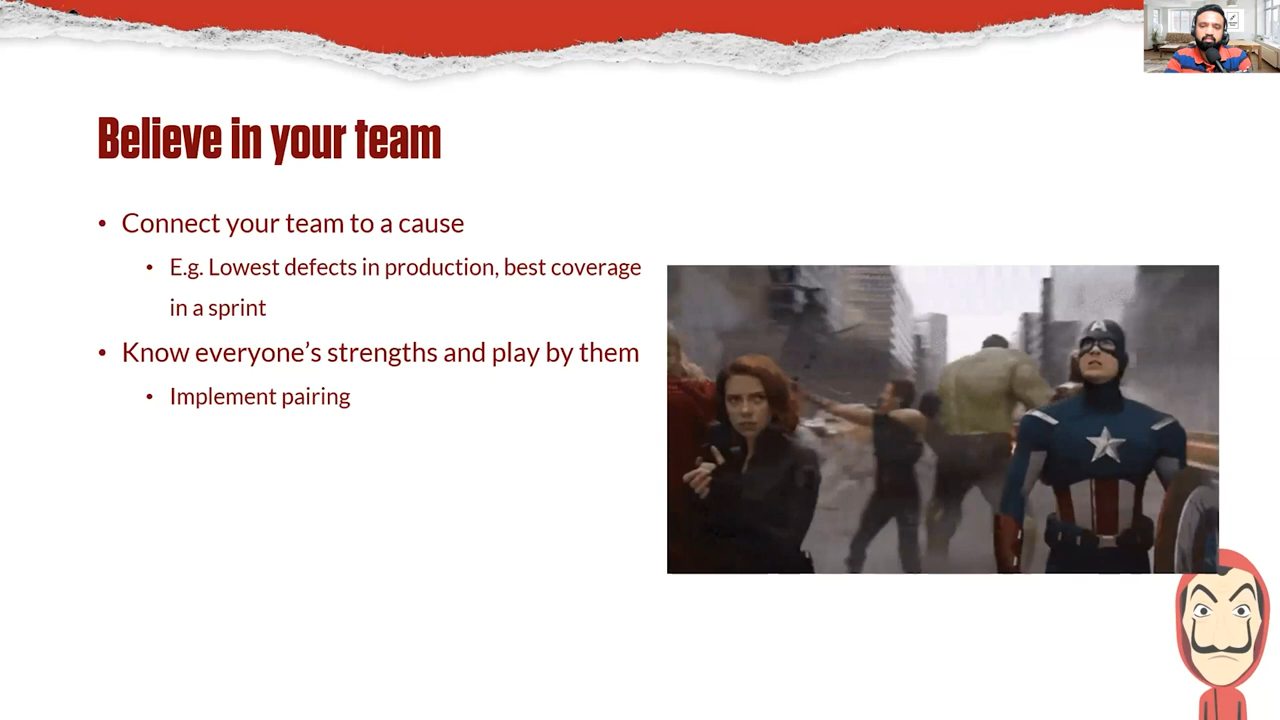 Believe in your team
• Connect your team to a cause
• E.g. Lowest defects in production, best coverage
in a sprint
• Know everyone’s strengths and play by them
• Implement pairing
A